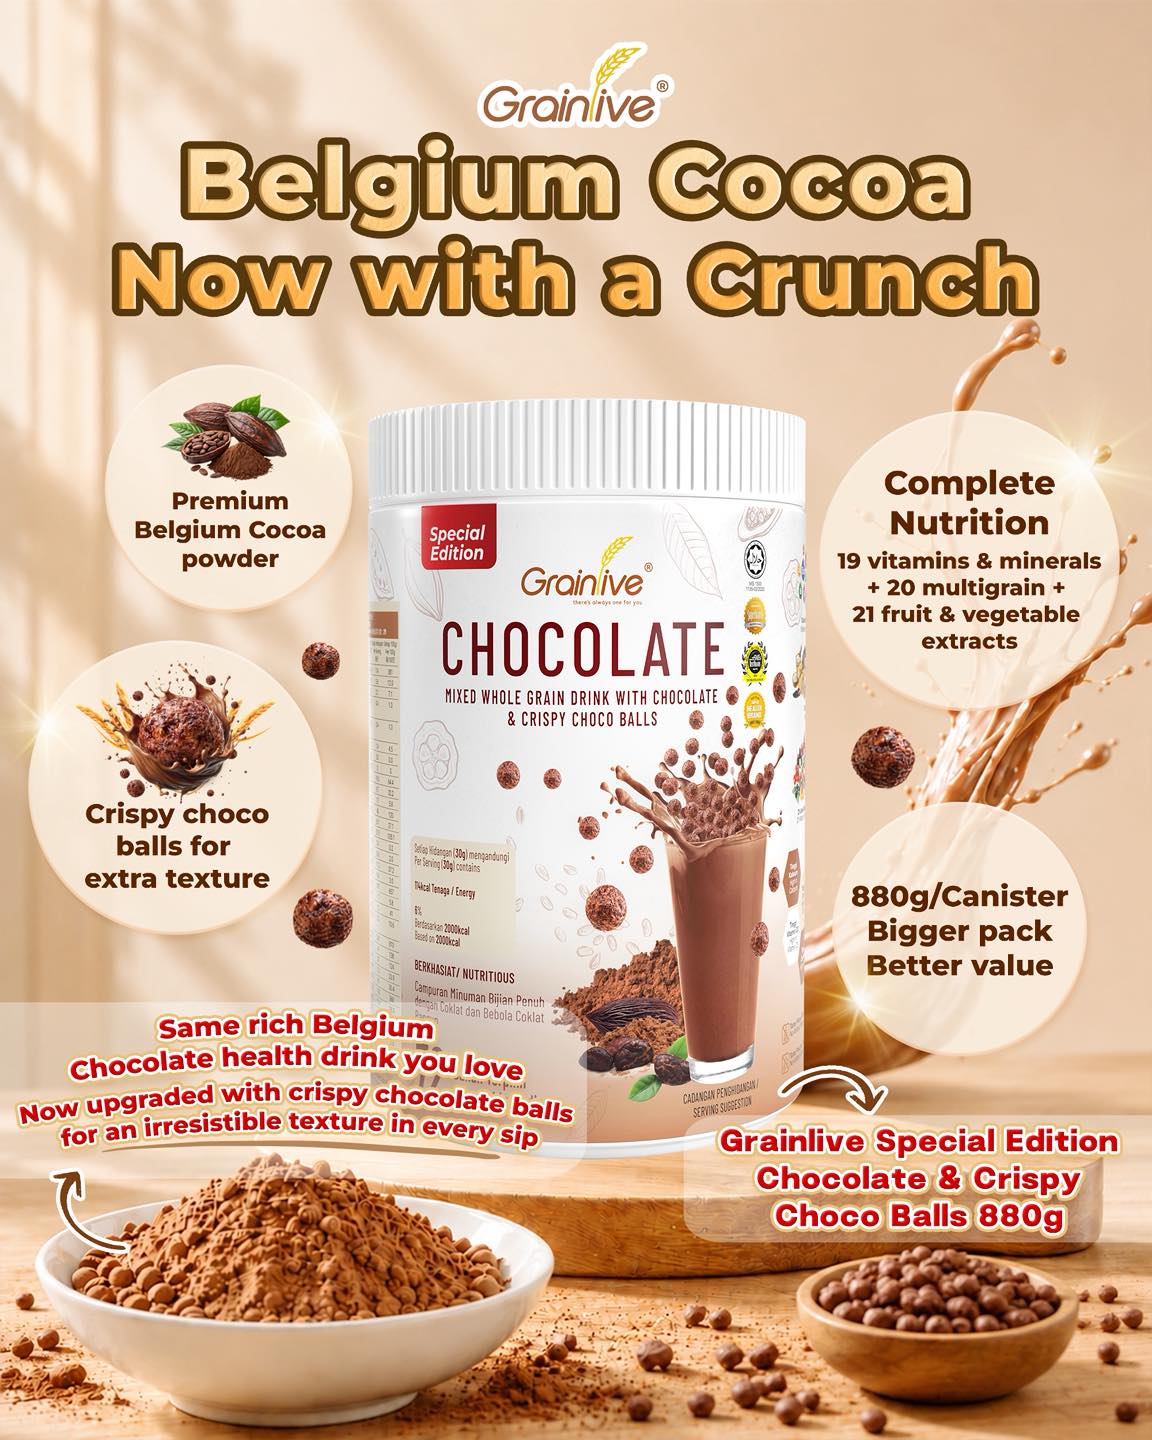 Grainlive®
Belgium Cocoa
Now with a Crunch
Premium
Belgium Cocoa
powder
Crispy choco
balls for
extra texture
Complete
Nutrition
19 vitamins & minerals
+ 20 multigrain +
21 fruit & vegetable
extracts
880g/Canister
Bigger pack
Better value
Special
Edition
Grainlive®
there's always one for you
CHOCOLATE
MIXED WHOLE GRAIN DRINK WITH CHOCOLATE
& CRISPY CHOCO BALLS
Setiap Hidangan (30g) mengandungi
Per Serving (30g) contains
114kcal Tenaga / Energy
6%
Berdasarkan 2000kcal
Based on 2000kcal
BERKHASIAT/ NUTRITIOUS
Campuran Minuman Bijian Penuh
dengan Coklat dan Bebola Coklat
CADANGAN PENGHIDANGAN /
SERVING SUGGESTION
Same rich Belgium
Chocolate health drink you love
Now upgraded with crispy chocolate balls
for an irresistible texture in every sip
Grainlive Special Edition
Chocolate & Crispy
Choco Balls 880g